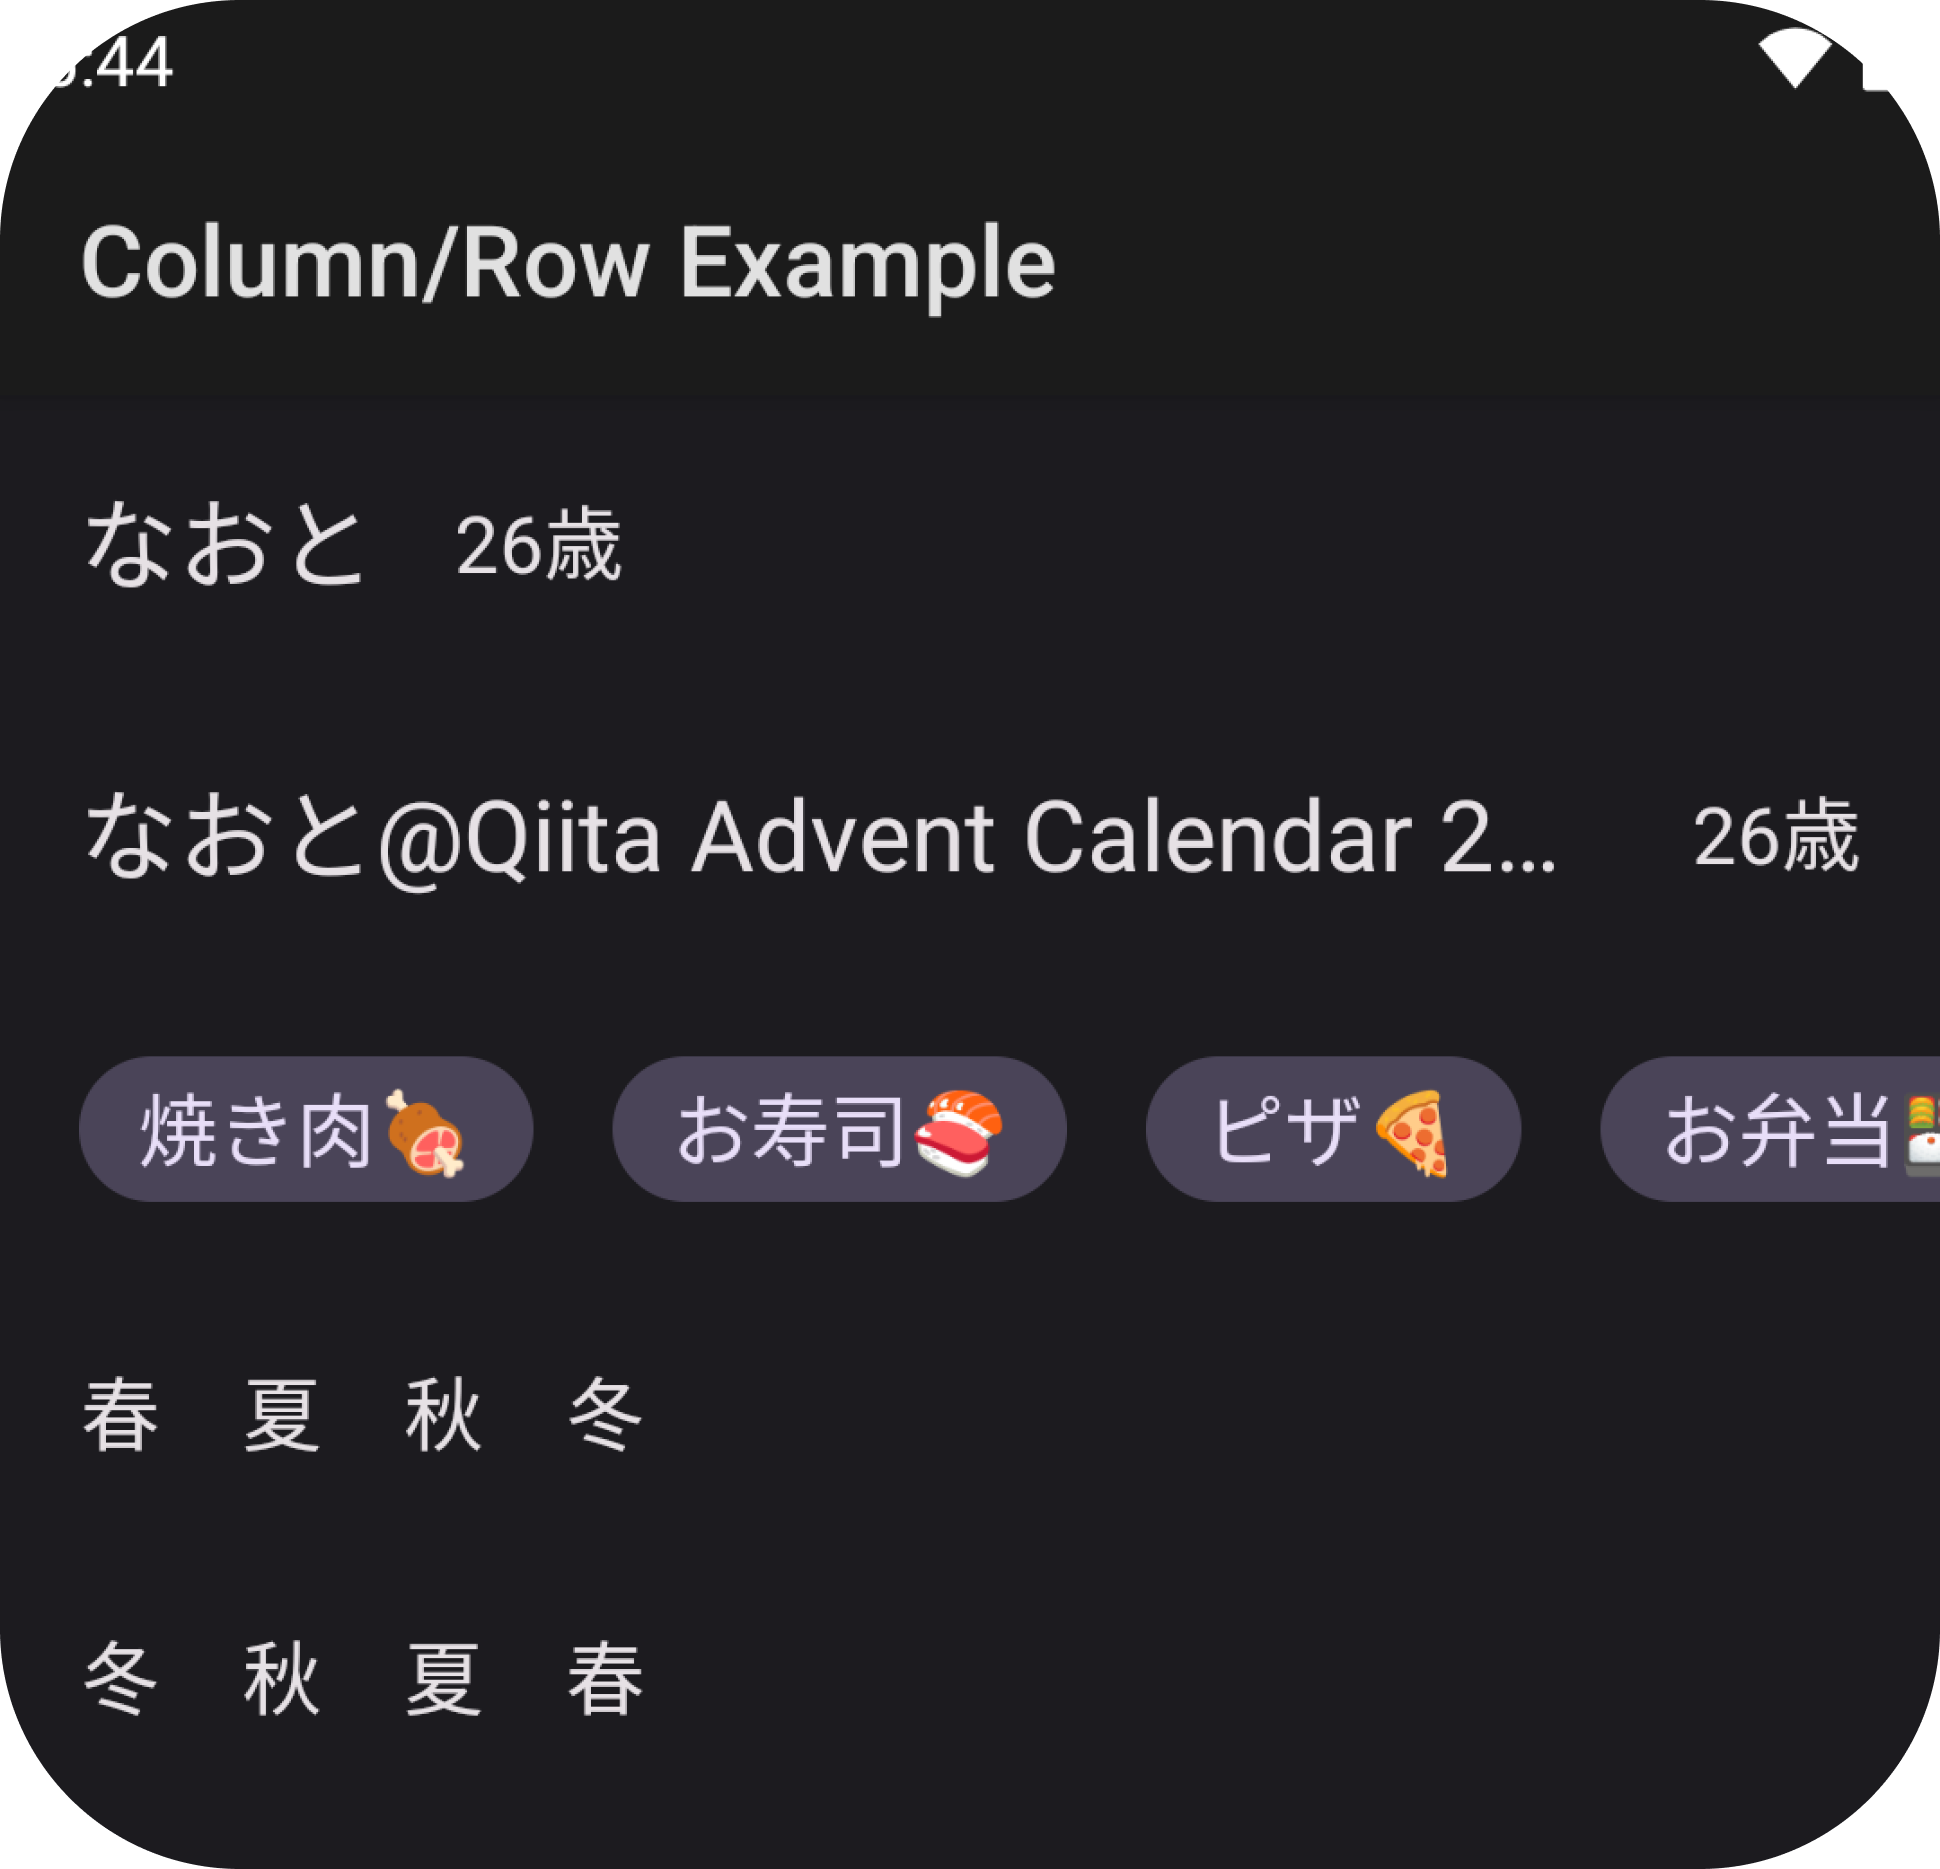 :44
Column/Row Example
なおと 26歳
なおと@Qiita Advent Calendar 2… 26歳
焼き肉🍖 お寿司🍣 ピザ🍕 お弁当🍱
春 夏 秋 冬
冬 秋 夏 春